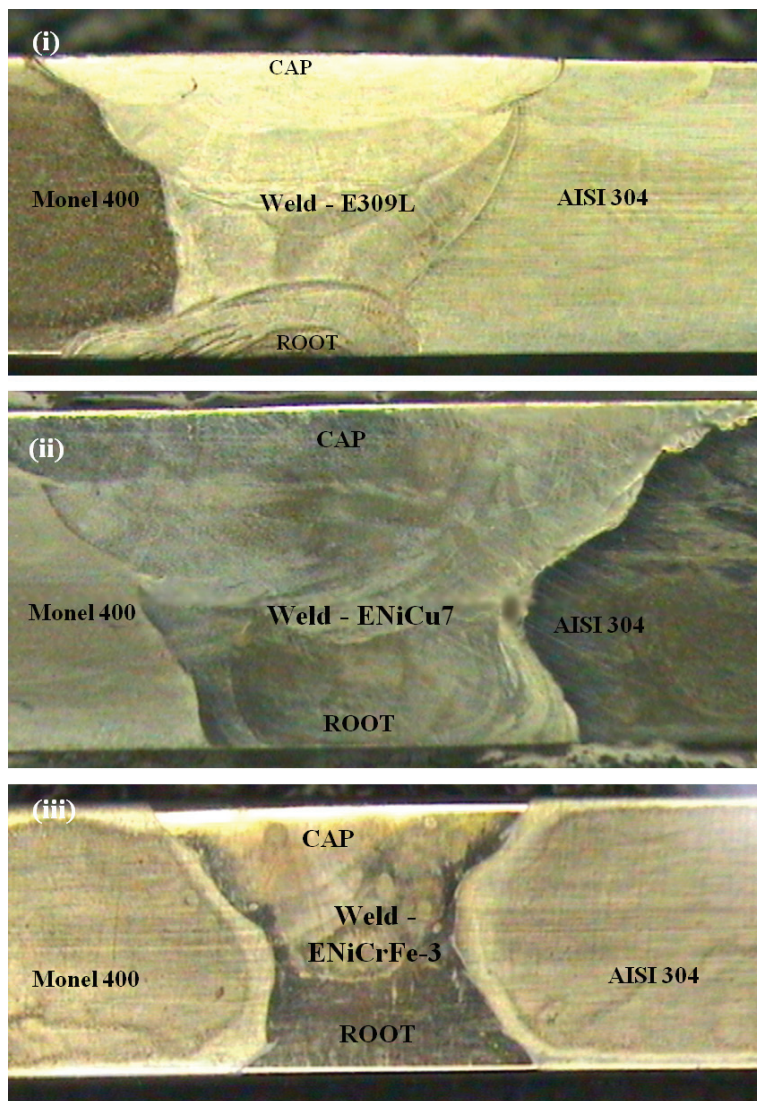 (i)
CAP
Monel 400
Weld - E309L
AISI 304
ROOT
(ii)
CAP
Monel 400
Weld - ENiCu7
AISI 304
ROOT
(iii)
CAP
Weld -
ENiCrFe-3
Monel 400
AISI 304
ROOT